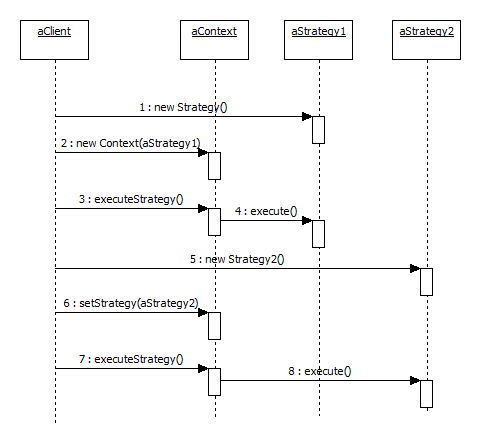 aClient
aContext
aStrategy1
aStrategy2
1 : new Strategy()
2 : new Context(aStrategy1)
3 : executeStrategy()
4 : execute()
5 : new Strategy2()
6 : setStrategy(aStrategy2)
7 : executeStrategy()
8 : execute()